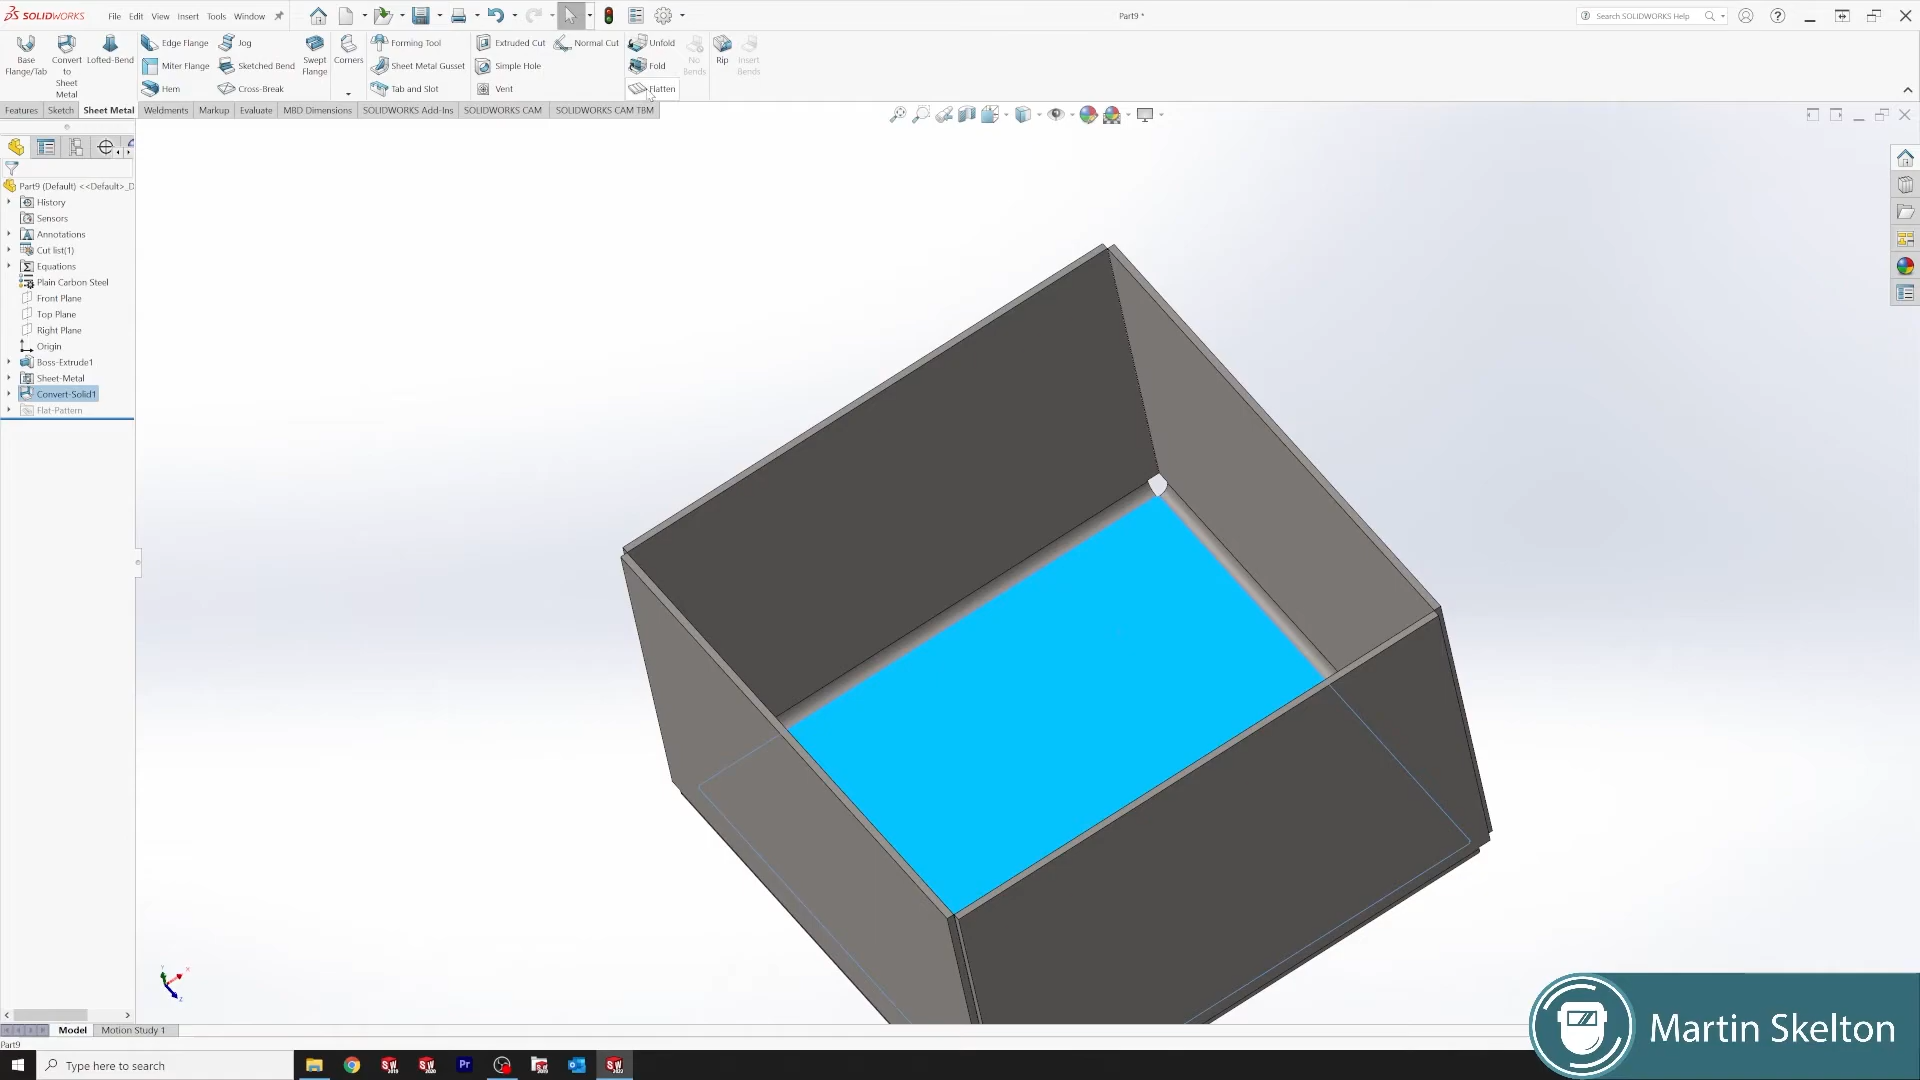 SOLIDWORKS
File Edit View Insert Tools Window
Part9 *
Search SOLIDWORKS Help
Base Flange/Tab
Convert to Sheet Metal
Lofted-Bend
Edge Flange
Miter Flange
Hem
Jog
Sketched Bend
Cross-Break
Swept Flange
Corners
Forming Tool
Sheet Metal Gusset
Tab and Slot
Extruded Cut
Simple Hole
Vent
Normal Cut
Unfold
Fold
Flatten
No Bends
Rip
Insert Bends
Features Sketch Sheet Metal Weldments Markup Evaluate MBD Dimensions SOLIDWORKS Add-Ins SOLIDWORKS CAM SOLIDWORKS CAM TBM
Part9 (Default) <<Default>_D
History
Sensors
Annotations
Cut list(1)
Equations
Plain Carbon Steel
Front Plane
Top Plane
Right Plane
Origin
Boss-Extrude1
Sheet-Metal
Convert-Solid1
Flat-Pattern
Model Motion Study 1
Part9
Type here to search
Martin Skelton